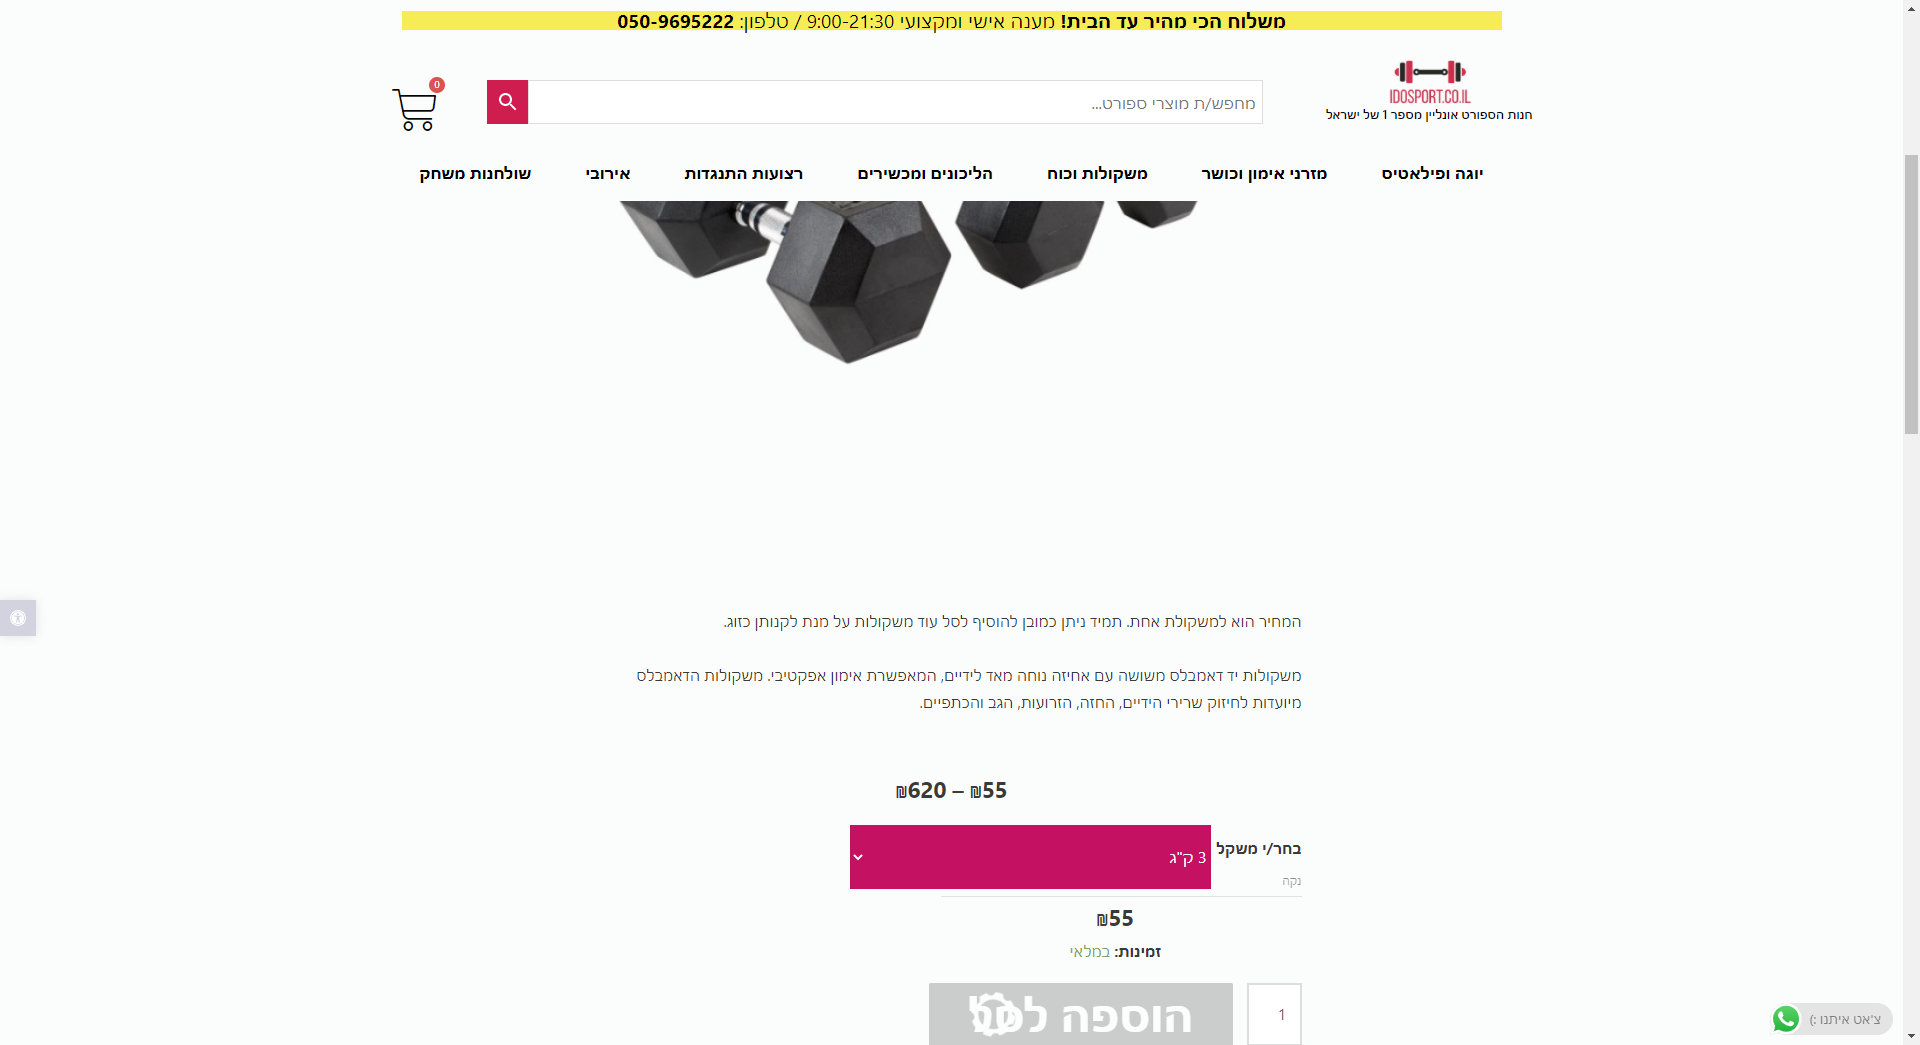 משלוח הכי מהיר עד הבית! מענה אישי ומקצועי 9:00-21:30 / טלפון: 050-9695222
IDOSPORT.CO.IL
חנות הספורט אונליין מספר 1 של ישראל
מחפש/ת מוצרי ספורט...
0
יוגה ופילאטיס
מזרני אימון וכושר
משקולות וכוח
הליכונים ומכשירים
רצועות התנגדות
אירובי
שולחנות משחק
המחיר הוא למשקולת אחת. תמיד ניתן כמובן להוסיף לסל עוד משקולות על מנת לקנותן כזוג.
משקולות יד דאמבלס משושה עם אחיזה נוחה מאד לידיים, המאפשרת אימון אפקטיבי. משקולות הדאמבלס
מיועדות לחיזוק שרירי הידיים, החזה, הזרועות, הגב והכתפיים.
₪55 – ₪620
בחר/י משקל
3 ק"ג
נקה
₪55
זמינות: במלאי
1
הוספה לסל
צ'אט איתנו :)